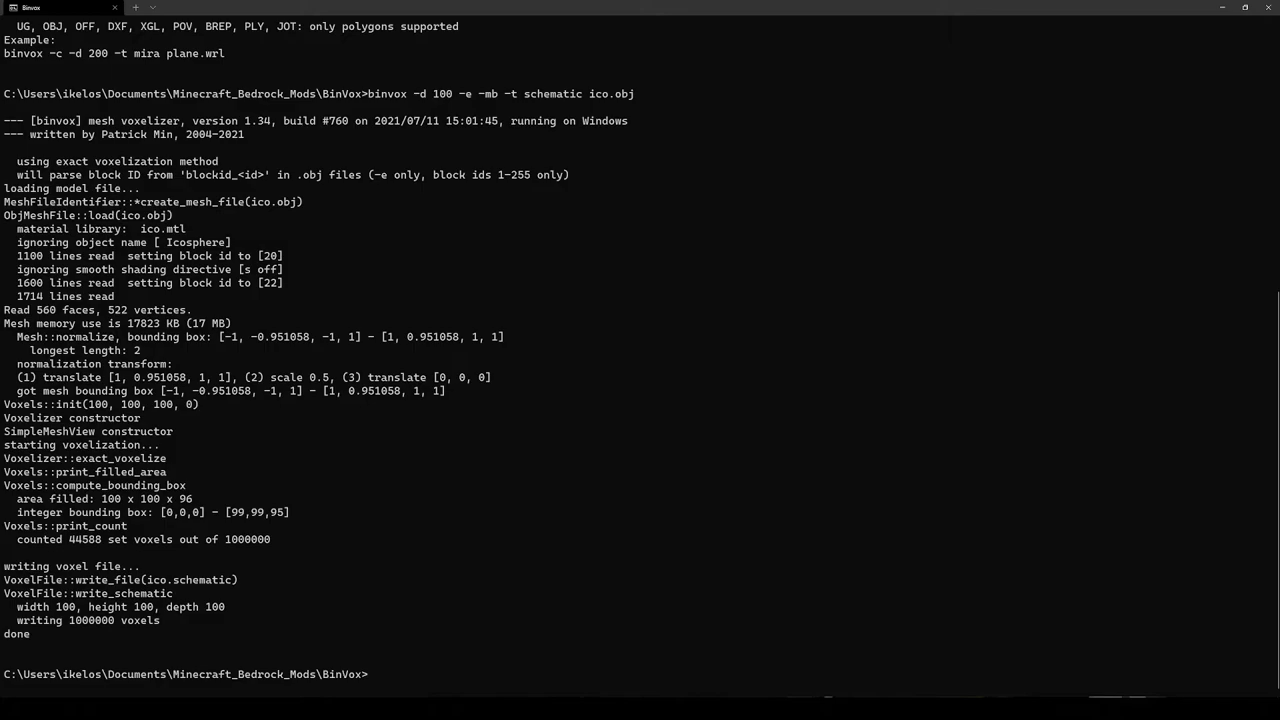 Binvox
UG, OBJ, OFF, DXF, XGL, POV, BREP, PLY, JOT: only polygons supported
Example:
binvox -c -d 200 -t mira plane.wrl
C:\Users\ikelos\Documents\Minecraft_Bedrock_Mods\BinVox>binvox -d 100 -e -mb -t schematic ico.obj
--- [binvox] mesh voxelizer, version 1.34, build #760 on 2021/07/11 15:01:45, running on Windows
--- written by Patrick Min, 2004-2021
using exact voxelization method
will parse block ID from 'blockid_<id>' in .obj files (-e only, block ids 1-255 only)
loading model file...
MeshFileIdentifier::*create_mesh_file(ico.obj)
ObjMeshFile::load(ico.obj)
material library:  ico.mtl
ignoring object name [ Icosphere]
1100 lines read  setting block id to [20]
ignoring smooth shading directive [s off]
1600 lines read  setting block id to [22]
1714 lines read
Read 560 faces, 522 vertices.
Mesh memory use is 17823 KB (17 MB)
Mesh::normalize, bounding box: [-1, -0.951058, -1, 1] - [1, 0.951058, 1, 1]
longest length: 2
normalization transform:
(1) translate [1, 0.951058, 1, 1], (2) scale 0.5, (3) translate [0, 0, 0]
got mesh bounding box [-1, -0.951058, -1, 1] - [1, 0.951058, 1, 1]
Voxels::init(100, 100, 100, 0)
Voxelizer constructor
SimpleMeshView constructor
starting voxelization...
Voxelizer::exact_voxelize
Voxels::print_filled_area
Voxels::compute_bounding_box
area filled: 100 x 100 x 96
integer bounding box: [0,0,0] - [99,99,95]
Voxels::print_count
counted 44588 set voxels out of 1000000
writing voxel file...
VoxelFile::write_file(ico.schematic)
VoxelFile::write_schematic
width 100, height 100, depth 100
writing 1000000 voxels
done
C:\Users\ikelos\Documents\Minecraft_Bedrock_Mods\BinVox>